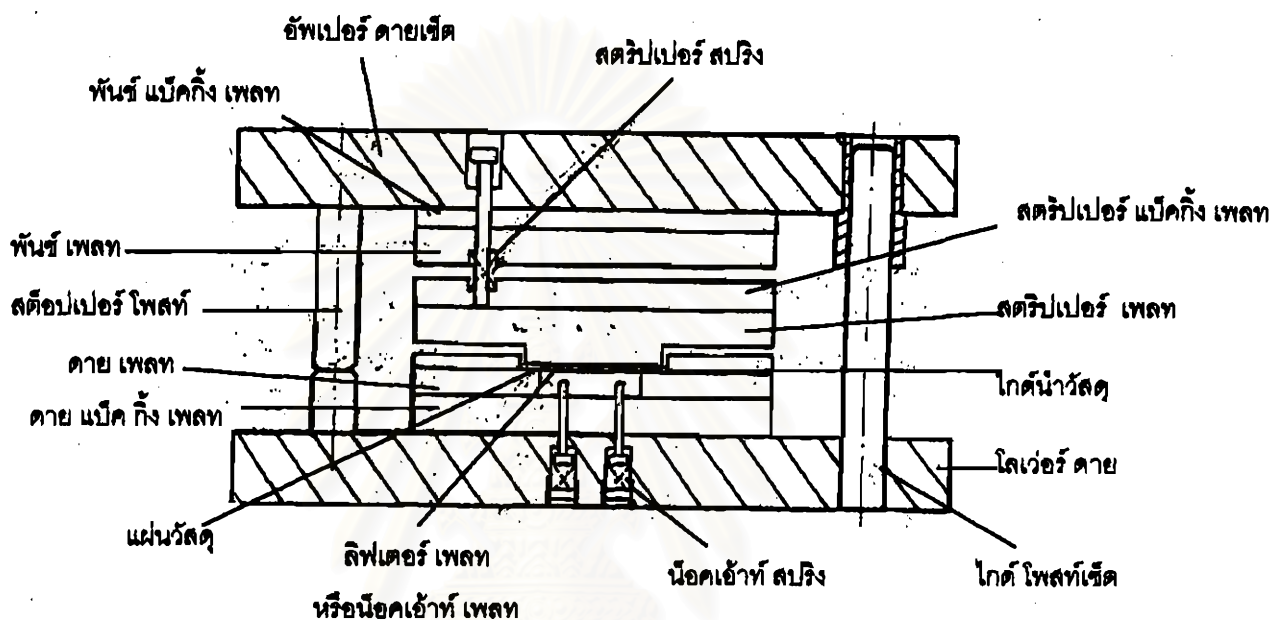 อัพเปอร์ ดายเซ็ต
สตริปเปอร์ สปริง
พันช์ แบ็คกิ้ง เพลท
สตริปเปอร์ แบ็คกิ้ง เพลท
พันช์ เพลท
สต็อปเปอร์ โพสท์
สตริปเปอร์ เพลท
ดาย เพลท
ไกด์นำวัสดุ
ดาย แบ็ค กิ้ง เพลท
โลเว่อร์ ดาย
แผ่นวัสดุ
ลิฟเตอร์ เพลท
หรือน็อคเอ้าท์ เพลท
น็อคเอ้าท์ สปริง
ไกด์ โพสท์เซ็ต